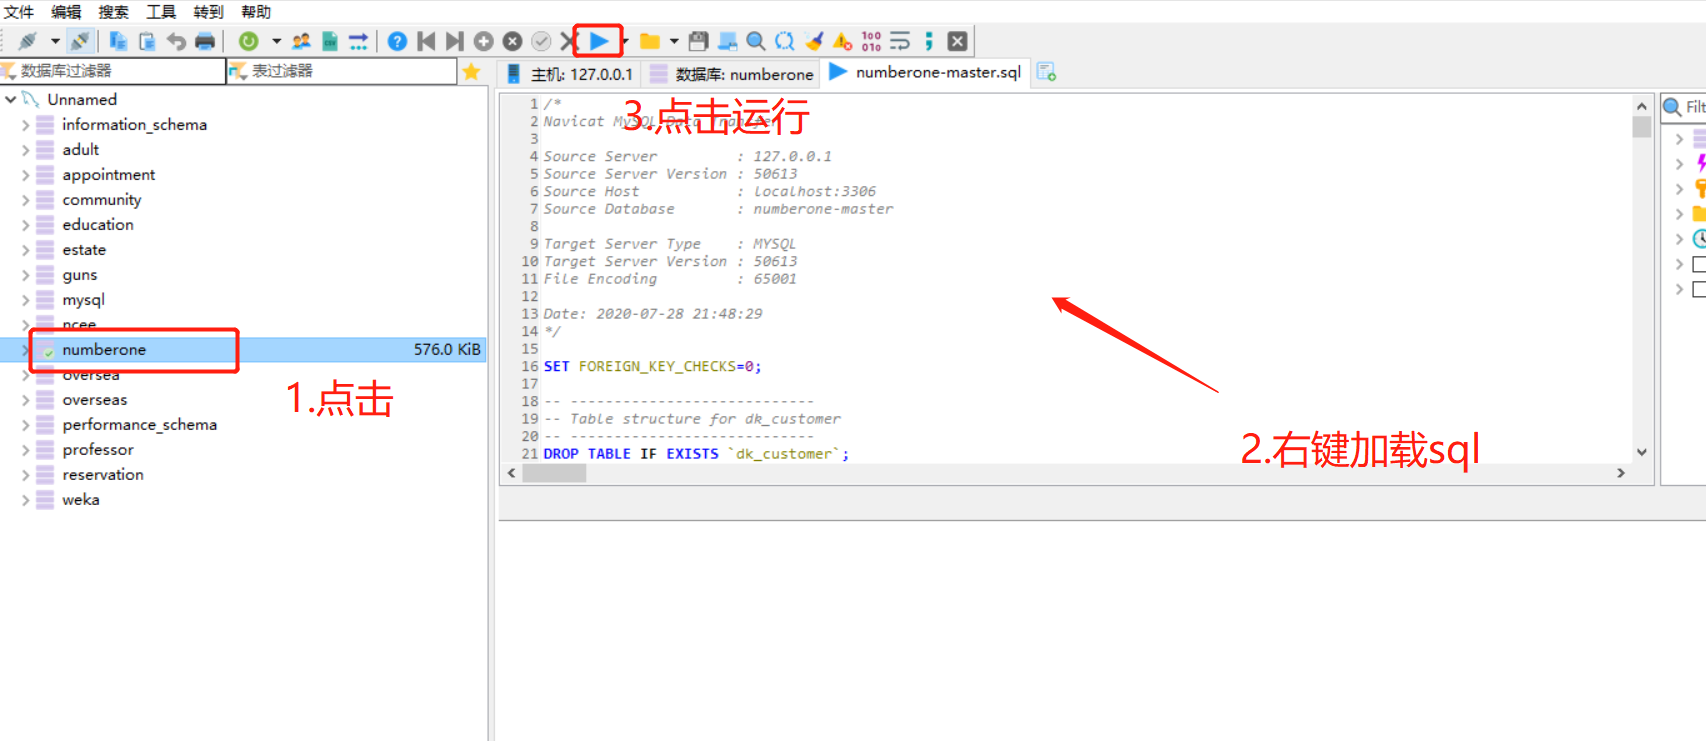 文件 编辑 搜索 工具 转到 帮助
数据库过滤器 表过滤器
主机: 127.0.0.1 数据库: numberone numberone-master.sql
Unnamed
information_schema
adult
appointment
community
education
estate
guns
mysql
ncee
numberone 576.0 KiB
oversea
overseas
performance_schema
professor
reservation
weka
1.点击
3.点击运行
1 /*
2 Navicat MySQL Data Transfer
3
4 Source Server : 127.0.0.1
5 Source Server Version : 50613
6 Source Host : localhost:3306
7 Source Database : numberone-master
8
9 Target Server Type : MYSQL
10 Target Server Version : 50613
11 File Encoding : 65001
12
13 Date: 2020-07-28 21:48:29
14 */
15
16 SET FOREIGN_KEY_CHECKS=0;
17
18 -- ----------------------------
19 -- Table structure for dk_customer
20 -- ----------------------------
21 DROP TABLE IF EXISTS `dk_customer`;
2.右键加载sql
Filt